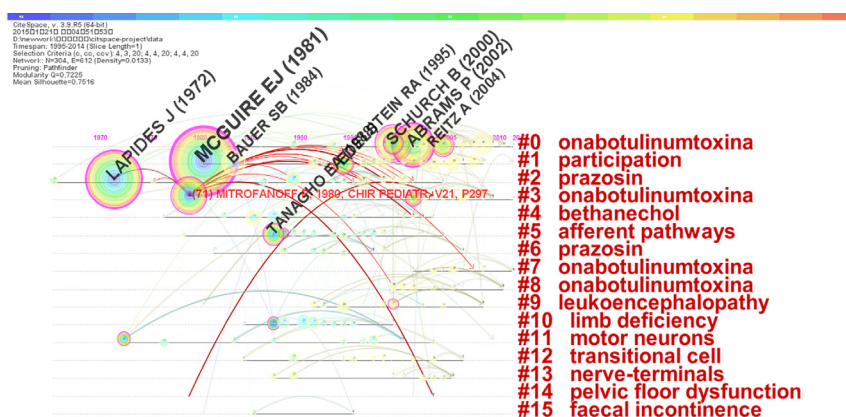 CiteSpace, v. 3.9.R5 (64-bit)
Timespan: 1995-2014 (Slice Length=1)
Selection Criteria (c, cc, ccv): 4, 3, 20; 4, 4, 20; 4, 4, 20
Network: N=304, E=612 (Density=0.0133)
Pruning: Pathfinder
Modularity Q=0.7225
Mean Silhouette=0.7516
LAPIDES J (1972)
MCGUIRE EJ (1981)
BAUER SB (1984)
TANAGHO
RA (1995)
SCHURCH B (2000)
ABRAMS P (2002)
REITZ A (2004)
1970
(71) MITROFANOFF 1980, CHIR PEDIATR, V21, P297
#0 onabotulinumtoxina
#1 participation
#2 prazosin
#3 onabotulinumtoxina
#4 bethanechol
#5 afferent pathways
#6 prazosin
#7 onabotulinumtoxina
#8 onabotulinumtoxina
#9 leukoencephalopathy
#10 limb deficiency
#11 motor neurons
#12 transitional cell
#13 nerve-terminals
#14 pelvic floor dysfunction
#15 faecal incontinence